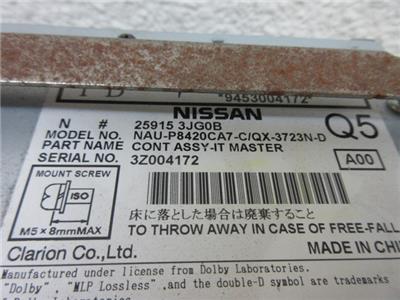 *9453004172*
NISSAN
N # 25915 3JG0B Q5
MODEL NO. NAU-P8420CA7-C/QX-3723N-D
PART NAME CONT ASSY-IT MASTER
SERIAL NO. 3Z004172 A00
MOUNT SCREW
ISO
M5×8mmMAX
床に落とした場合は廃棄すること
TO THROW AWAY IN CASE OF FREE-FALL
Clarion Co.,Ltd. MADE IN CHI
Manufactured under license from Dolby Laboratories.
"Dolby", "MLP Lossless", and the double-D symbol are trademarks
Dolby Laboratories.